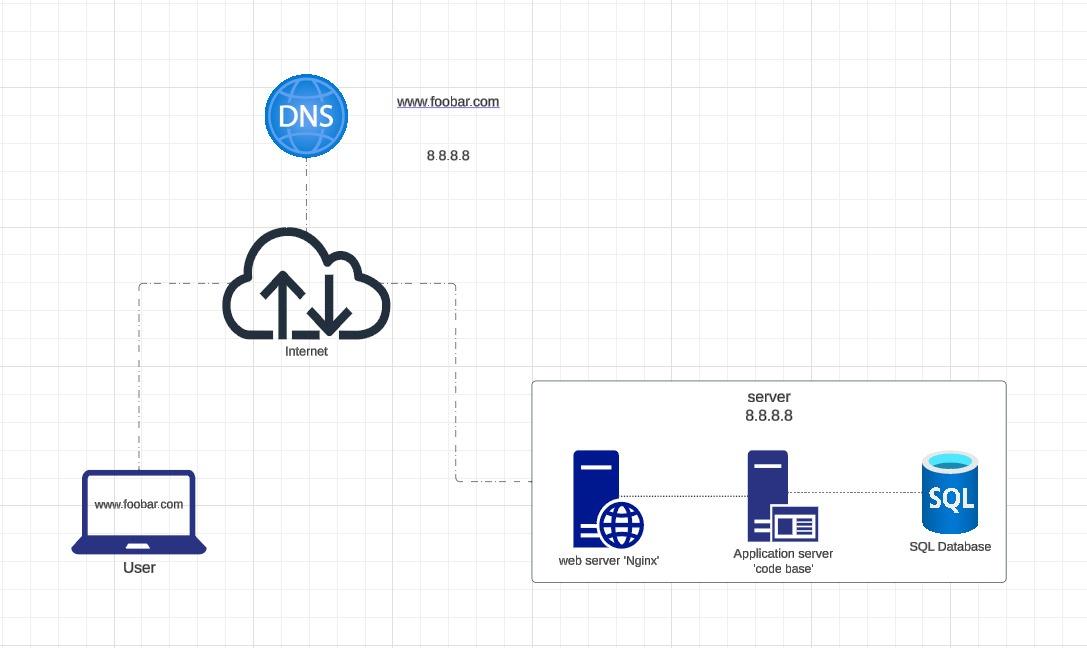 DNS
www.foobar.com
8.8.8.8
Internet
server
8.8.8.8
www.foobar.com
User
SQL
web server 'Nginx'
Application server
'code base'
SQL Database